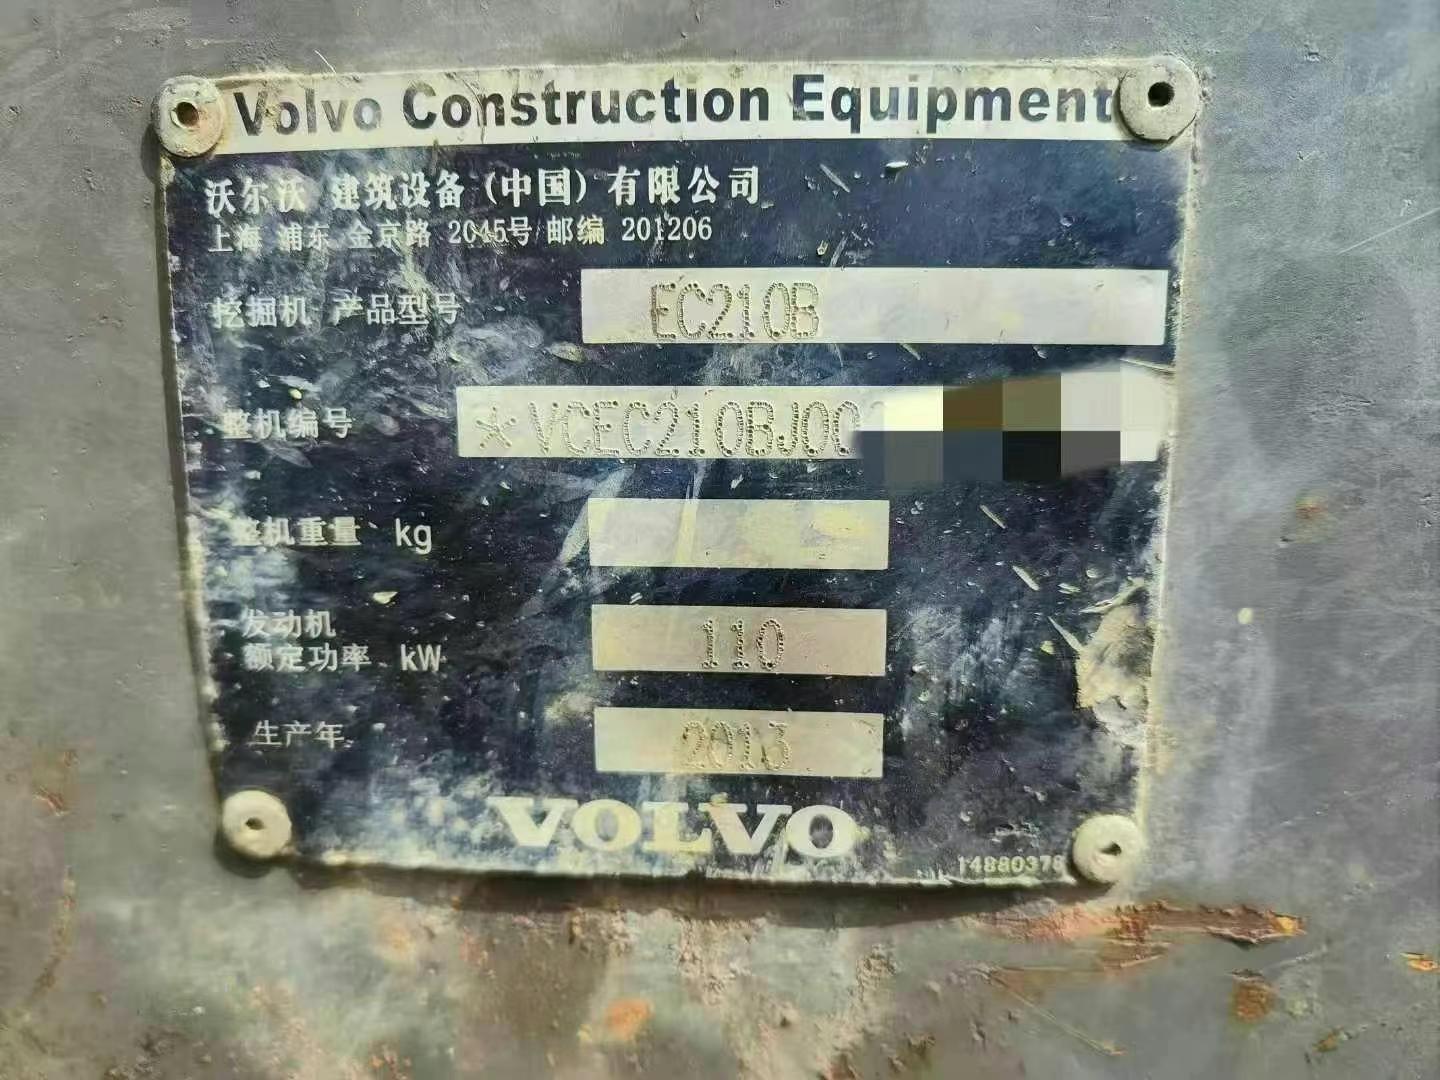 Volvo Construction Equipment
沃尔沃 建筑设备 (中国) 有限公司
上海 浦东 金京路 2045号 邮编 201206
挖掘机 产品型号 EC210B
整机编号 *VCEC210BJ00
整机重量 kg
发动机
额定功率 kW 110
生产年 2013
VOLVO
14880378